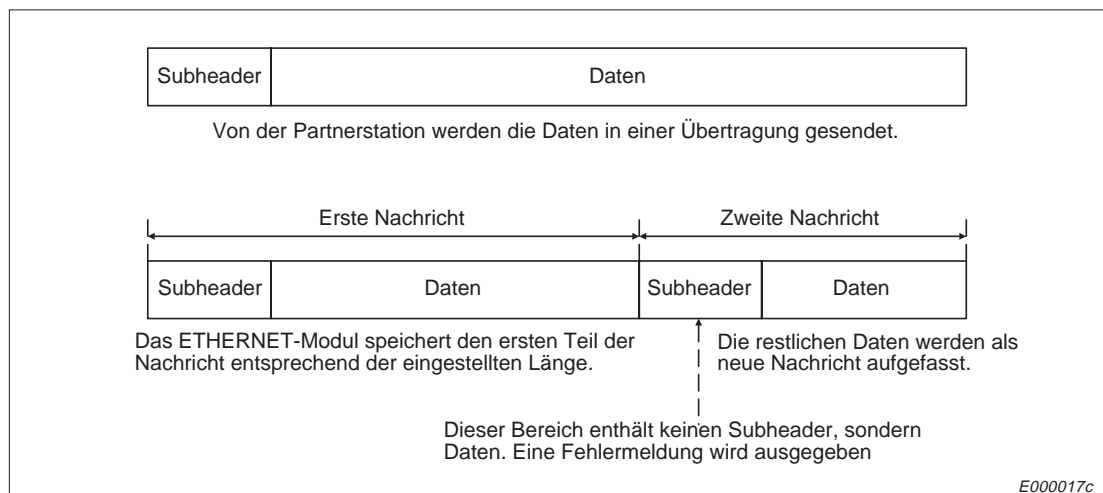 Subheader Daten
Von der Partnerstation werden die Daten in einer Übertragung gesendet.
Erste Nachricht Zweite Nachricht
Subheader Daten Subheader Daten
Das ETHERNET-Modul speichert den ersten Teil der
Nachricht entsprechend der eingestellten Länge.
Die restlichen Daten werden als
neue Nachricht aufgefasst.
Dieser Bereich enthält keinen Subheader, sondern
Daten. Eine Fehlermeldung wird ausgegeben
E000017c